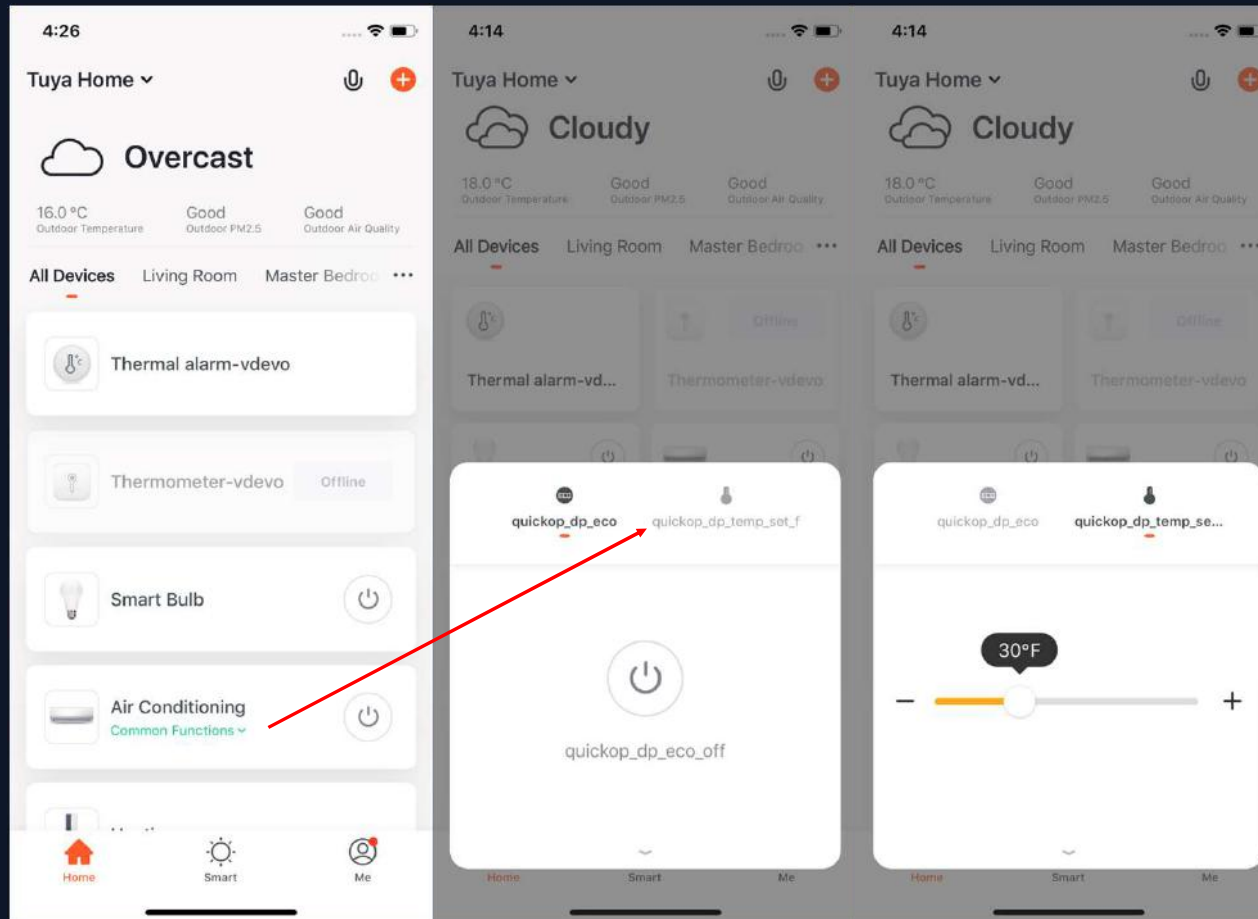 4:26
Tuya Home
Overcast
16.0 °C Good Good
Outdoor Temperature Outdoor PM2.5 Outdoor Air Quality
All Devices Living Room Master Bedroo
Thermal alarm-vdevo
Thermometer-vdevo Offline
Smart Bulb
Air Conditioning
Common Functions
Home Smart Me
4:14
Tuya Home
Cloudy
18.0 °C Good Good
Outdoor Temperature Outdoor PM2.5 Outdoor Air Quality
All Devices Living Room Master Bedroo
Offline
Thermal alarm-vd... Thermometer-vdevo
quickop_dp_eco quickop_dp_temp_set_f
quickop_dp_eco_off
Home Smart Me
4:14
Tuya Home
Cloudy
18.0 °C Good Good
Outdoor Temperature Outdoor PM2.5 Outdoor Air Quality
All Devices Living Room Master Bedroo
Offline
Thermal alarm-vd... Thermometer-vdevo
quickop_dp_eco quickop_dp_temp_se...
30°F
Home Smart Me